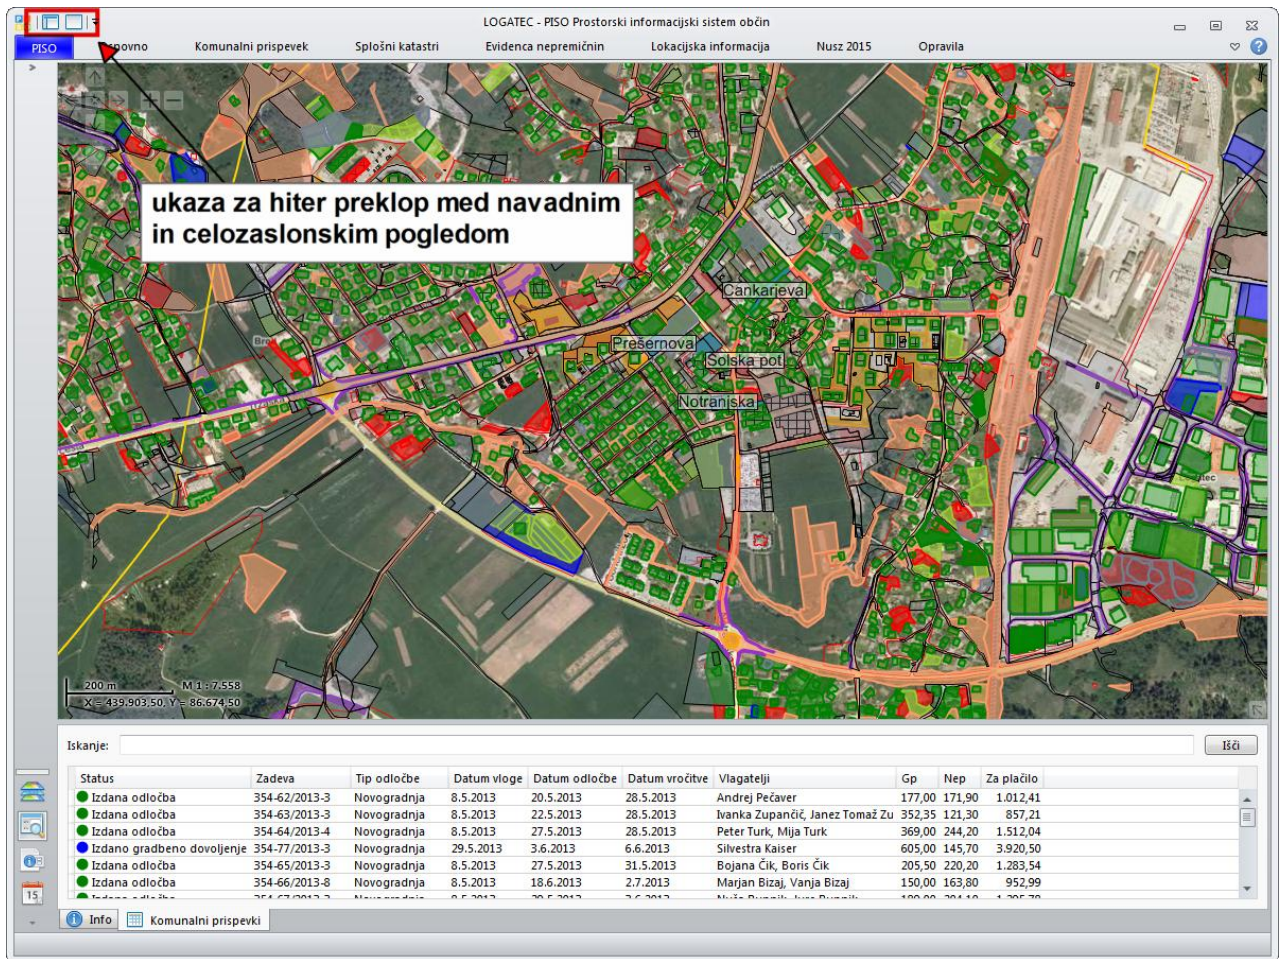 LOGATEC - PISO Prostorski informacijski sistem občin
PISO
Komunalni prispevek
Splošni katastri
Evidenca nepremičnin
Lokacijska informacija
Nusz 2015
Opravila
ukaza za hiter preklop med navadnim
in celozaslonskim pogledom
Cankarjeva
Prešernova
Šolska pot
Notranjska
200 m
M 1 : 7.558
X = 439.903,50, Y = 86.674,50
Iskanje:
Išči
Status Zadeva Tip odločbe Datum vloge Datum odločbe Datum vročitve Vlagatelji Gp Nep Za plačilo
Izdana odločba 354-62/2013-3 Novogradnja 8.5.2013 20.5.2013 28.5.2013 Andrej Pečaver 177,00 171,90 1.012,41
Izdana odločba 354-63/2013-3 Novogradnja 8.5.2013 22.5.2013 28.5.2013 Ivanka Zupančič, Janez Tomaž Zu 352,35 121,30 857,21
Izdana odločba 354-64/2013-4 Novogradnja 8.5.2013 27.5.2013 28.5.2013 Peter Turk, Mija Turk 369,00 244,20 1.512,04
Izdano gradbeno dovoljenje 354-77/2013-3 Novogradnja 29.5.2013 3.6.2013 6.6.2013 Silvestra Kaiser 605,00 145,70 3.920,50
Izdana odločba 354-65/2013-3 Novogradnja 8.5.2013 27.5.2013 31.5.2013 Bojana Čik, Boris Čik 205,50 220,20 1.283,54
Izdana odločba 354-66/2013-8 Novogradnja 8.5.2013 18.6.2013 2.7.2013 Marjan Bizaj, Vanja Bizaj 150,00 163,80 952,99
15
Info
Komunalni prispevki